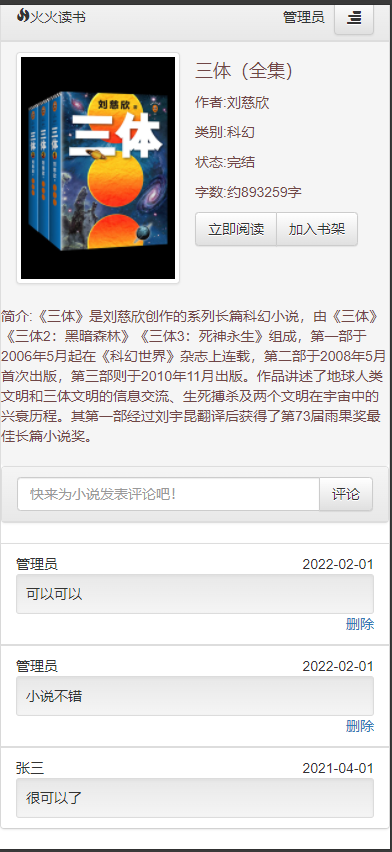 火火读书
管理员
刘慈欣
三体
三体（全集）
作者:刘慈欣
类别:科幻
状态:完结
字数:约893259字
立即阅读 加入书架
简介:《三体》是刘慈欣创作的系列长篇科幻小说，由《三体》
《三体2：黑暗森林》《三体3：死神永生》组成，第一部于
2006年5月起在《科幻世界》杂志上连载，第二部于2008年5月
首次出版，第三部则于2010年11月出版。作品讲述了地球人类
文明和三体文明的信息交流、生死搏杀及两个文明在宇宙中的
兴衰历程。其第一部经过刘宇昆翻译后获得了第73届雨果奖最
佳长篇小说奖。
快来为小说发表评论吧！ 评论
管理员 2022-02-01
可以可以
删除
管理员 2022-02-01
小说不错
删除
张三 2021-04-01
很可以了